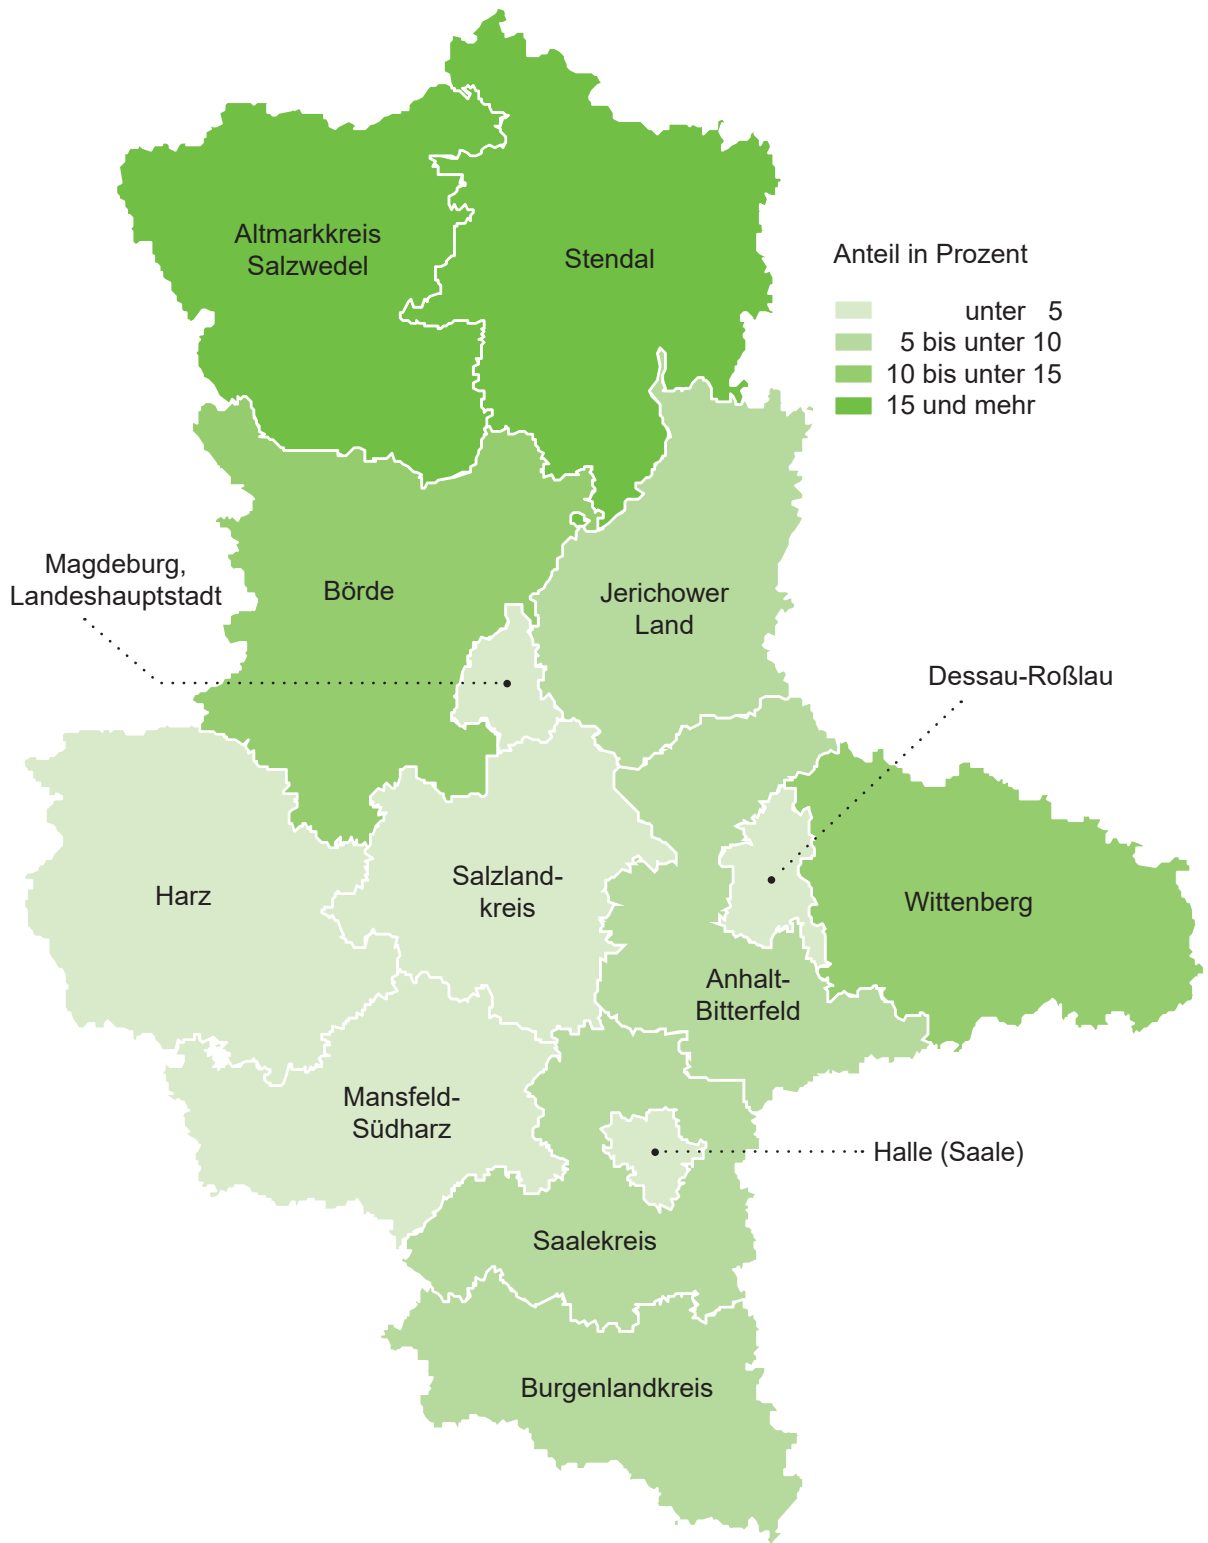 Altmarkkreis
Salzwedel
Stendal
Anteil in Prozent
unter 5
5 bis unter 10
10 bis unter 15
15 und mehr
Magdeburg,
Landeshauptstadt
Börde
Jerichower
Land
Dessau-Roßlau
Harz
Salzland-
kreis
Wittenberg
Anhalt-
Bitterfeld
Mansfeld-
Südharz
Halle (Saale)
Saalekreis
Burgenlandkreis